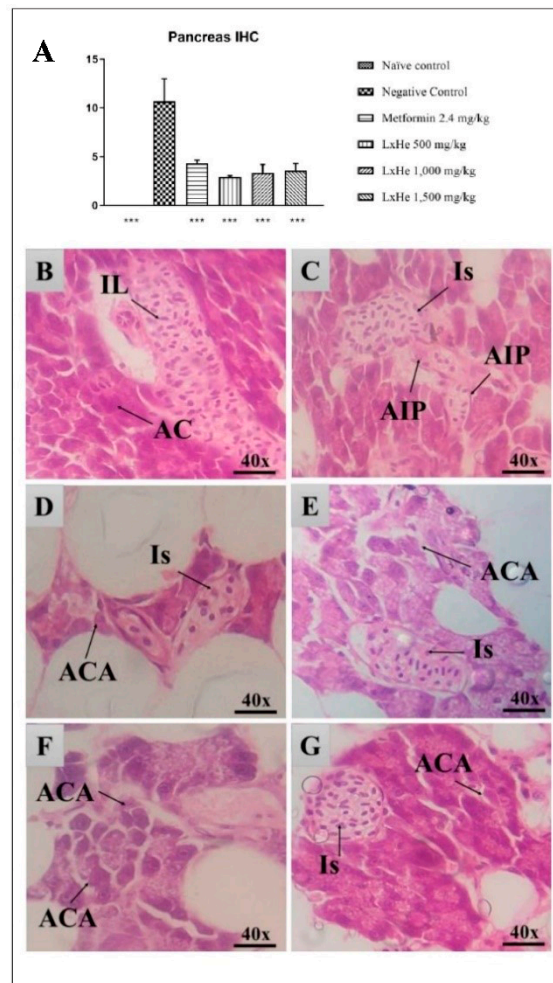 A
Pancreas IHC
15
10
5
0
*** *** *** *** ***
Naïve control
Negative Control
Metformin 2.4 mg/kg
LxHe 500 mg/kg
LxHe 1,000 mg/kg
LxHe 1,500 mg/kg
B
IL
AC
40x
C
Is
AIP
AIP
40x
D
Is
ACA
40x
E
ACA
Is
40x
F
ACA
ACA
40x
G
ACA
Is
40x